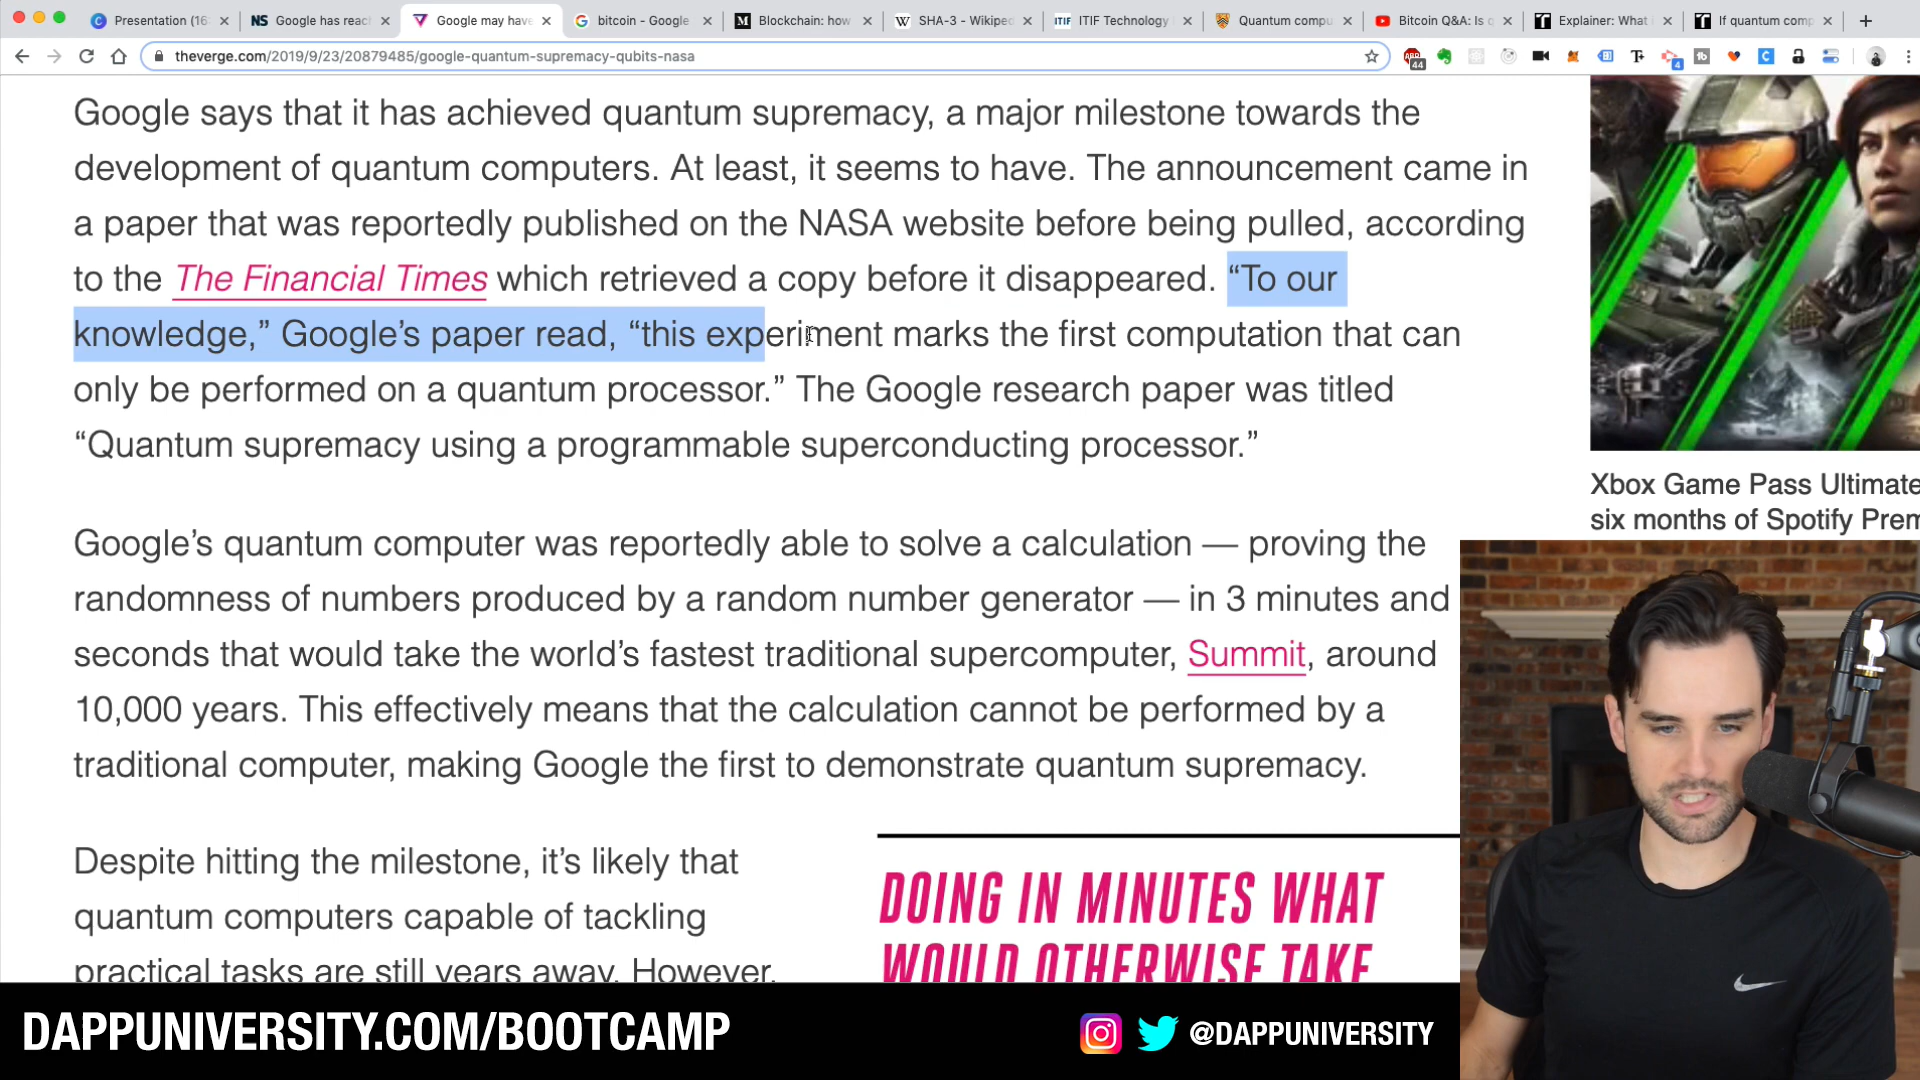 Presentation (16:
Google has reac
Google may have
bitcoin - Google
Blockchain: how
SHA-3 - Wikiped
ITIF Technology
Quantum compu
Bitcoin Q&A: Is q
Explainer: What i
If quantum comp
theverge.com/2019/9/23/20879485/google-quantum-supremacy-qubits-nasa
44
4
Google says that it has achieved quantum supremacy, a major milestone towards the
development of quantum computers. At least, it seems to have. The announcement came in
a paper that was reportedly published on the NASA website before being pulled, according
to the The Financial Times which retrieved a copy before it disappeared. “To our
knowledge,” Google’s paper read, “this experiment marks the first computation that can
only be performed on a quantum processor.” The Google research paper was titled
“Quantum supremacy using a programmable superconducting processor.”
Google’s quantum computer was reportedly able to solve a calculation — proving the
randomness of numbers produced by a random number generator — in 3 minutes and
seconds that would take the world’s fastest traditional supercomputer, Summit, around
10,000 years. This effectively means that the calculation cannot be performed by a
traditional computer, making Google the first to demonstrate quantum supremacy.
Despite hitting the milestone, it’s likely that
quantum computers capable of tackling
practical tasks are still years away. However,
DOING IN MINUTES WHAT
WOULD OTHERWISE TAKE
Xbox Game Pass Ultimate
six months of Spotify Prem
DAPPUNIVERSITY.COM/BOOTCAMP
@DAPPUNIVERSITY